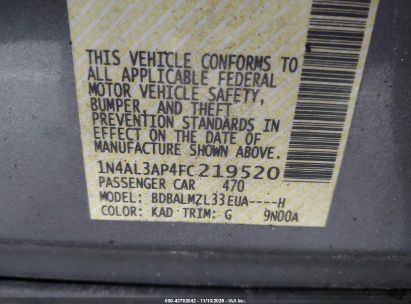 THIS VEHICLE CONFORMS TO
ALL APPLICABLE FEDERAL
MOTOR VEHICLE SAFETY,
BUMPER, AND THEFT
PREVENTION STANDARDS IN
EFFECT ON THE DATE OF
MANUFACTURE SHOWN ABOVE.
1N4AL3AP4FC219520
PASSENGER CAR 470
MODEL: BDBALMZL33EUA----H
COLOR: KAD TRIM: G 9N00A